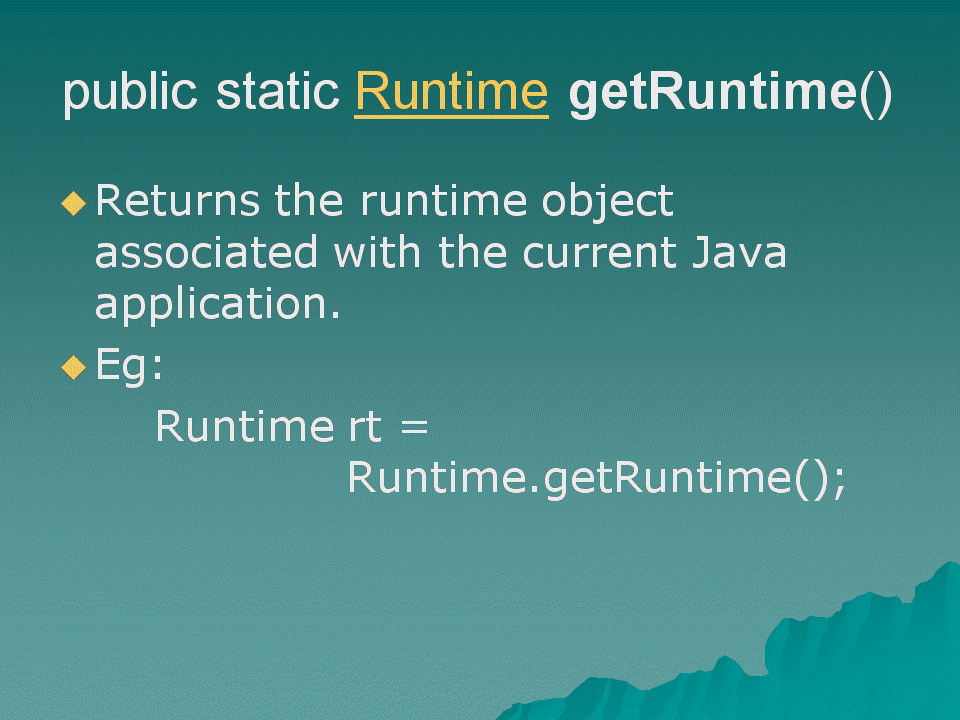 public static Runtime getRuntime()
Returns the runtime object
associated with the current Java
application.
Eg:
Runtime rt =
Runtime.getRuntime();